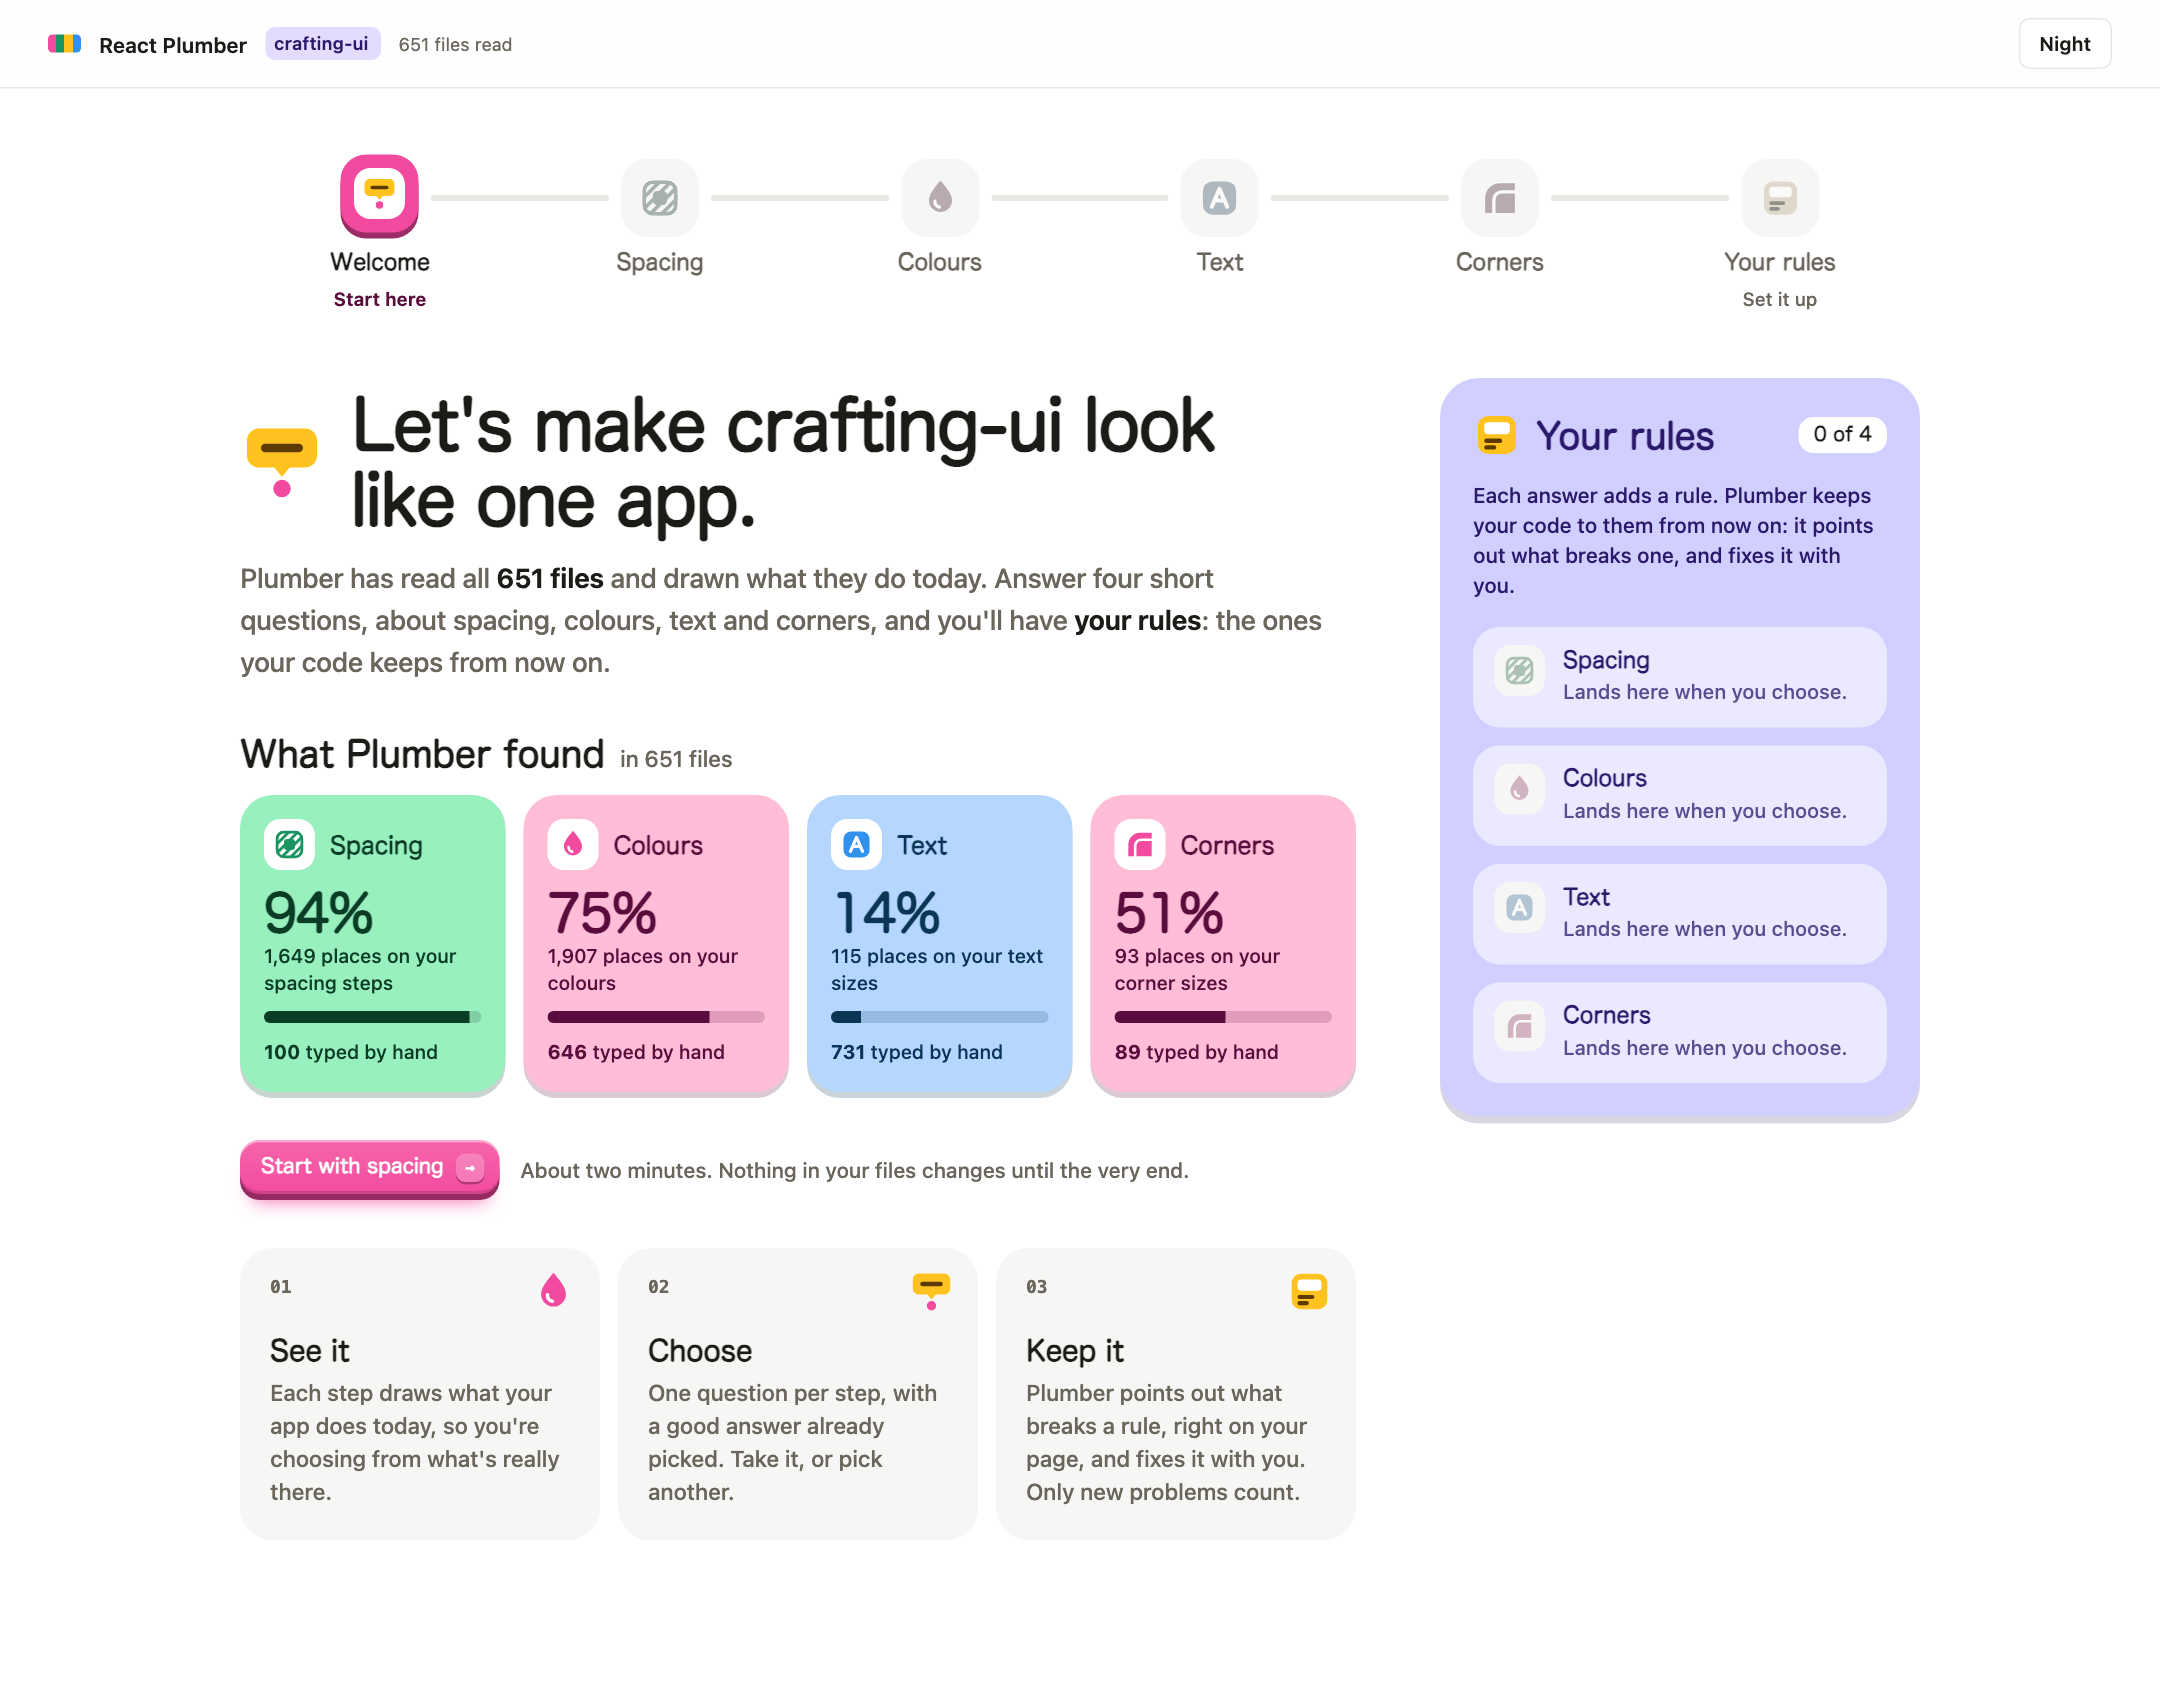 React Plumber crafting-ui 651 files read
Night
Welcome
Start here
Spacing
Colours
A
Text
Corners
Your rules
Set it up
Let's make crafting-ui look
like one app.
Plumber has read all 651 files and drawn what they do today. Answer four short
questions, about spacing, colours, text and corners, and you'll have your rules: the ones
your code keeps from now on.
What Plumber found in 651 files
Spacing
94%
1,649 places on your
spacing steps
100 typed by hand
Colours
75%
1,907 places on your
colours
646 typed by hand
A Text
14%
115 places on your text
sizes
731 typed by hand
Corners
51%
93 places on your
corner sizes
89 typed by hand
Start with spacing →
About two minutes. Nothing in your files changes until the very end.
01
See it
Each step draws what your
app does today, so you're
choosing from what's really
there.
02
Choose
One question per step, with
a good answer already
picked. Take it, or pick
another.
03
Keep it
Plumber points out what
breaks a rule, right on your
page, and fixes it with you.
Only new problems count.
Your rules 0 of 4
Each answer adds a rule. Plumber keeps
your code to them from now on: it points
out what breaks one, and fixes it with
you.
Spacing
Lands here when you choose.
Colours
Lands here when you choose.
A
Text
Lands here when you choose.
Corners
Lands here when you choose.